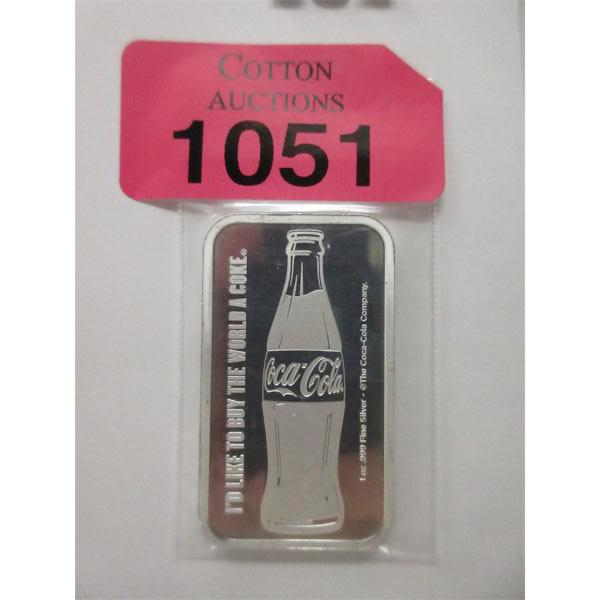 COTTON
AUCTIONS
1051
I'D LIKE TO BUY THE WORLD A COKE®
Coca-Cola
1 oz .999 Fine Silver - ©The Coca-Cola Company.